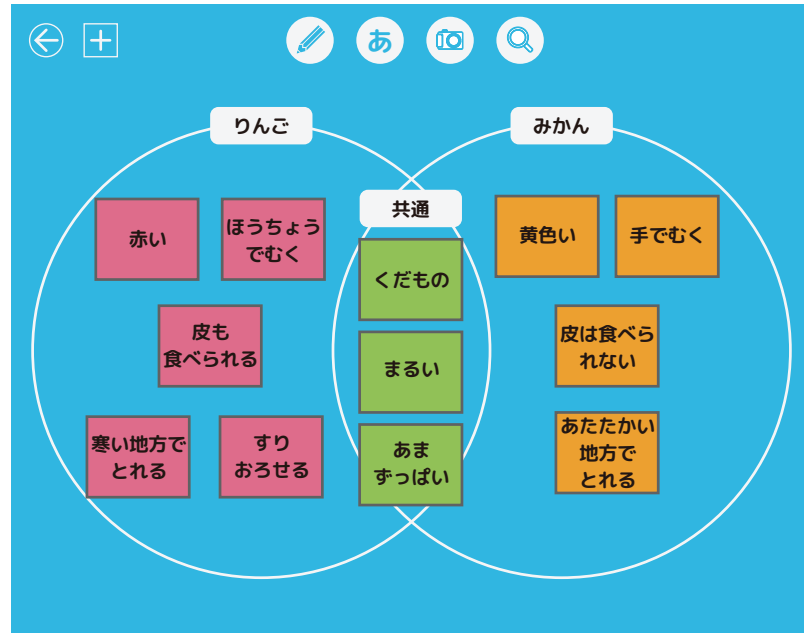 あ
りんご
みかん
共通
赤い
ほうちょう
でむく
皮も
食べられる
寒い地方で
とれる
すり
おろせる
くだもの
まるい
あま
ずっぱい
黄色い
手でむく
皮は食べら
れない
あたたかい
地方で
とれる